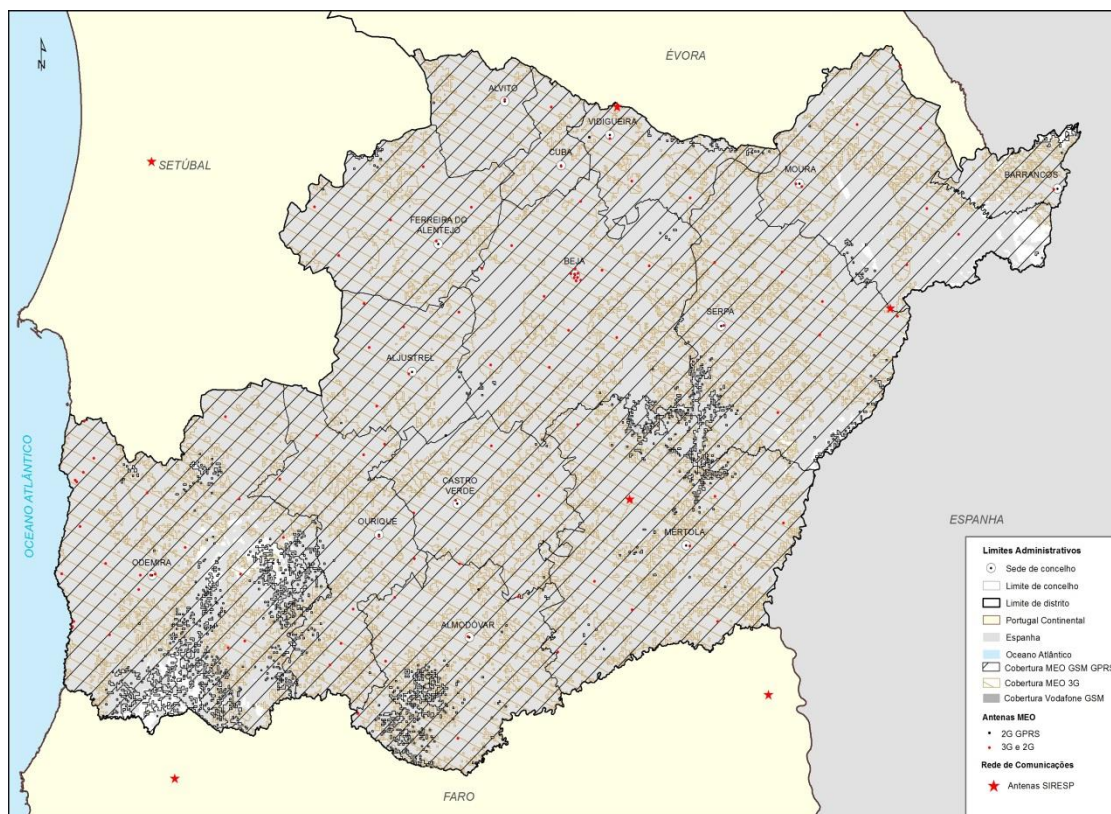 N
ÉVORA
ALVITO
VIDIGUEIRA
CUBA
SETÚBAL
MOURA
BARRANCOS
FERREIRA DO
ALENTEJO
BEJA
SERPA
ALJUSTREL
OCEANO ATLÂNTICO
CASTRO
VERDE
OURIQUE
ESPANHA
MÉRTOLA
ODEMIRA
ALMODÔVAR
FARO
Limites Administrativos
Sede de concelho
Limite de concelho
Limite de distrito
Portugal Continental
Espanha
Oceano Atlântico
Cobertura MEO GSM GPRS
Cobertura MEO 3G
Cobertura Vodafone GSM
Antenas MEO
2G GPRS
3G e 2G
Rede de Comunicações
Antenas SIRESP